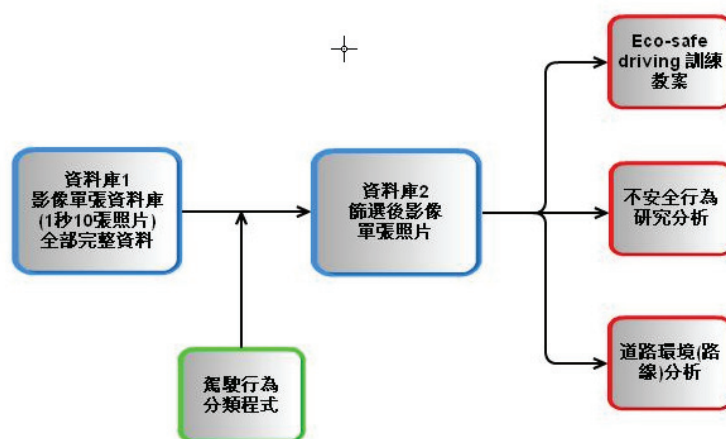 資料庫1
影像單張資料庫
(1秒10張照片)
全部完整資料
駕駛行為
分類程式
資料庫2
篩選後影像
單張照片
Eco-safe
driving 訓練
教案
不安全行為
研究分析
道路環境(路
線)分析